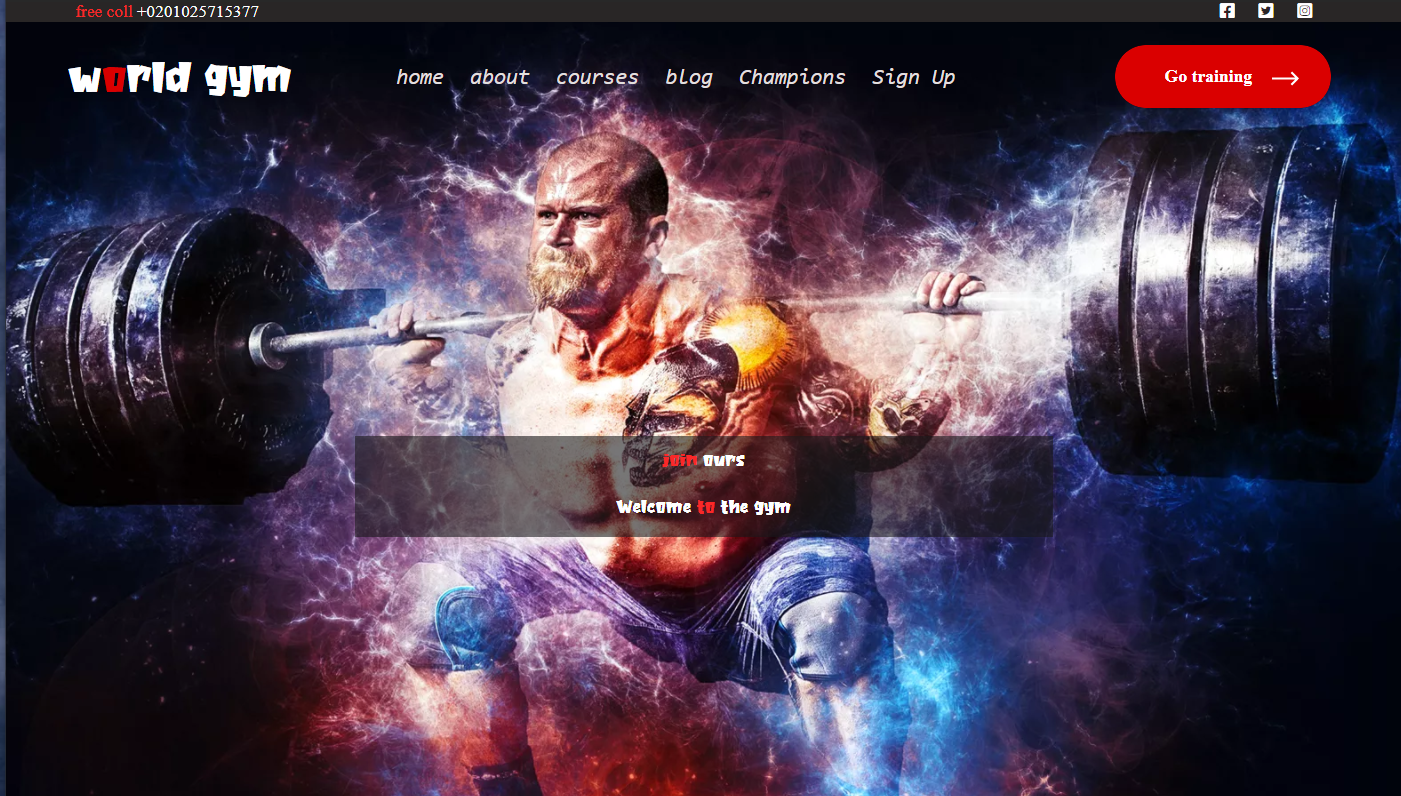 free coll +0201025715377
world gym
home about courses blog Champions Sign Up
Go training
join ours
Welcome to the gym